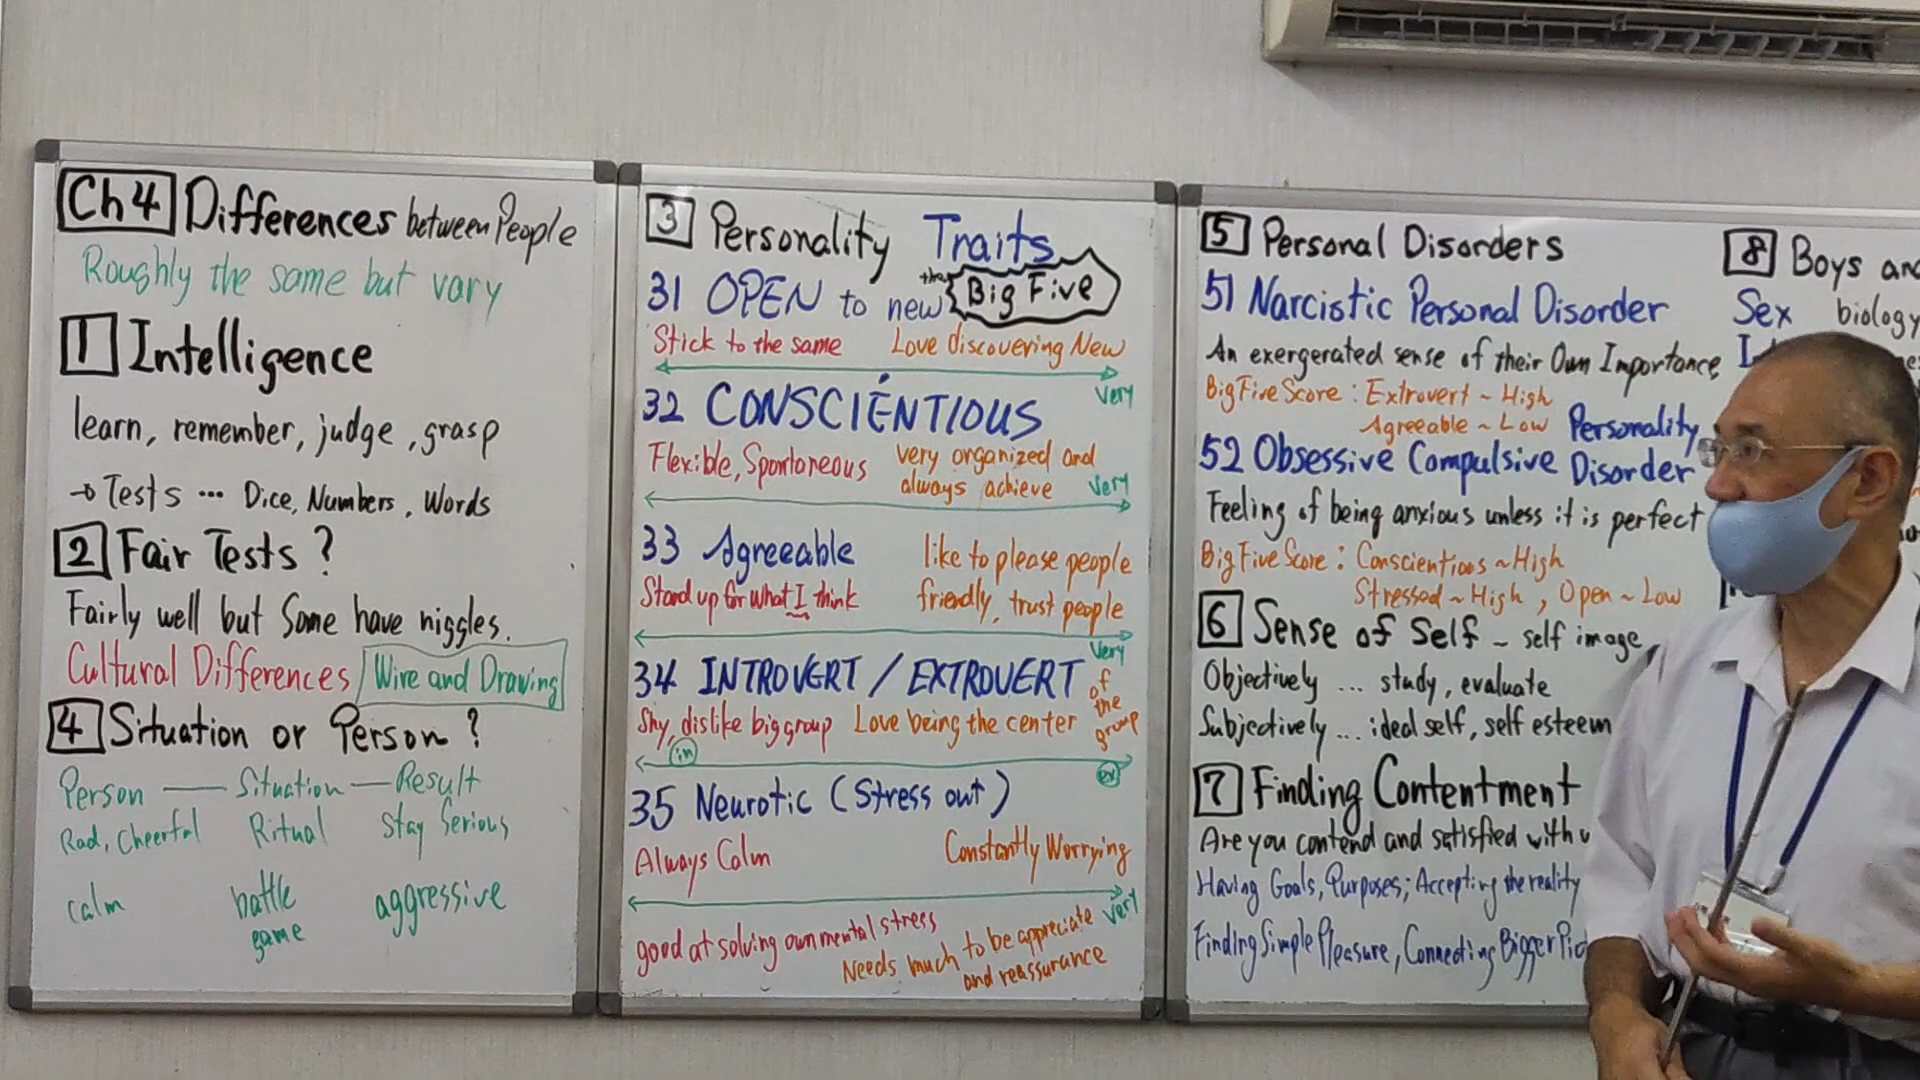 Ch4 Differences between People
Roughly the same but vary
1 Intelligence
learn, remember, judge, grasp
→ Tests ... Dice, Numbers, Words
2 Fair Tests?
Fairly well but Some have niggles.
Cultural Differences / Wire and Drawing
4 Situation or Person?
Person — Situation — Result
Rad, Cheerful Ritual Stay Serious
calm battle game aggressive
3 Personality Traits
the Big Five
31 OPEN to new
Stick to the same Love discovering New
Very
32 CONSCIENTIOUS
Flexible, Spontaneous very organized and
always achieve Very
33 Agreeable like to please people
Stand up for what I think friendly, trust people
Very
34 INTROVERT / EXTROVERT
Shy, dislike big group Love being the center of the group
in ex
35 Neurotic (Stress out)
Always Calm Constantly Worrying
Very
good at solving own mental stress
Needs much to be appreciate
and reassurance
5 Personal Disorders
51 Narcistic Personal Disorder
An exergerated sense of their Own Importance
Big Five Score: Extrovert ~ High
Agreeable ~ Low
52 Obsessive Compulsive Personality Disorder
Feeling of being anxious unless it is perfect
Big Five Score: Conscientious ~ High
Stressed ~ High, Open ~ Low
6 Sense of Self ~ self image
Objectively ... study, evaluate
Subjectively ... ideal self, self esteem
7 Finding Contentment
Are you contend and satisfied with
Having Goals, Purposes; Accepting the reality
Finding Simple Pleasure, Connecting Bigger
8 Boys
Sex biology